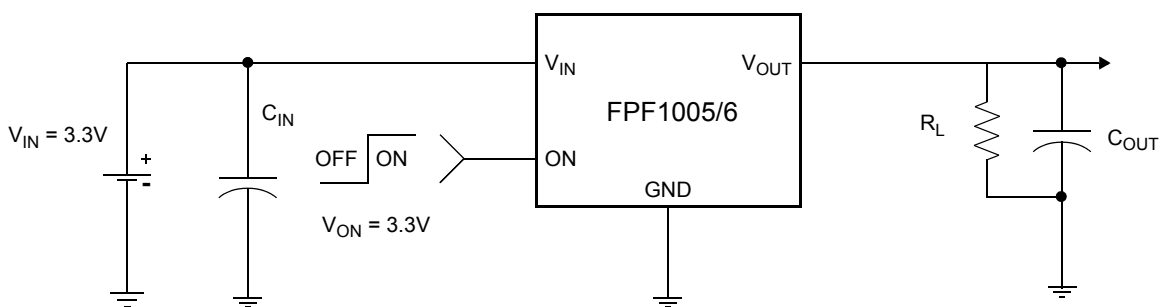 V_IN V_OUT
FPF1005/6
C_IN
V_IN = 3.3V
OFF ON
ON
R_L
C_OUT
GND
V_ON = 3.3V
+
-